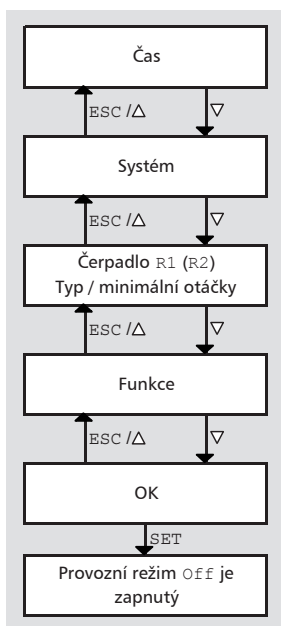 Čas
ESC /△ ▽
Systém
ESC /△ ▽
Čerpadlo R1 (R2)
Typ / minimální otáčky
ESC /△ ▽
Funkce
ESC /△ ▽
OK
SET
Provozní režim Off je
zapnutý